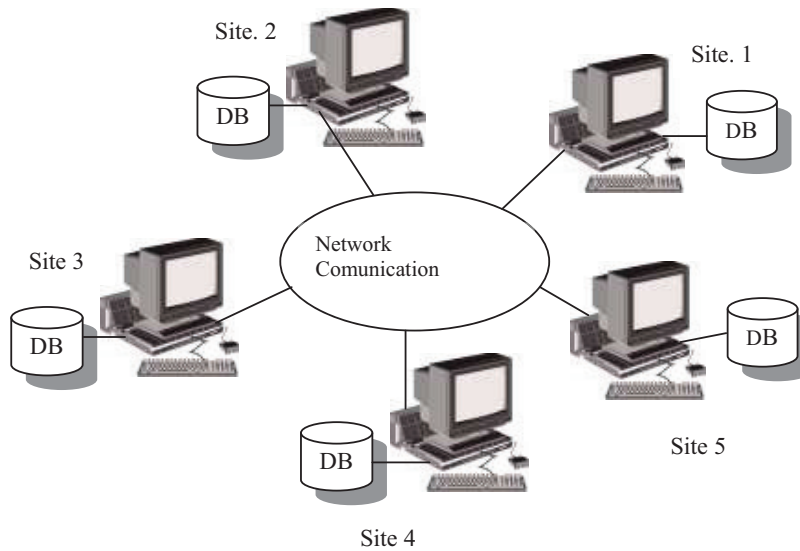 Site. 2
Site. 1
DB
DB
Network
Comunication
Site 3
DB
DB
Site 5
DB
Site 4